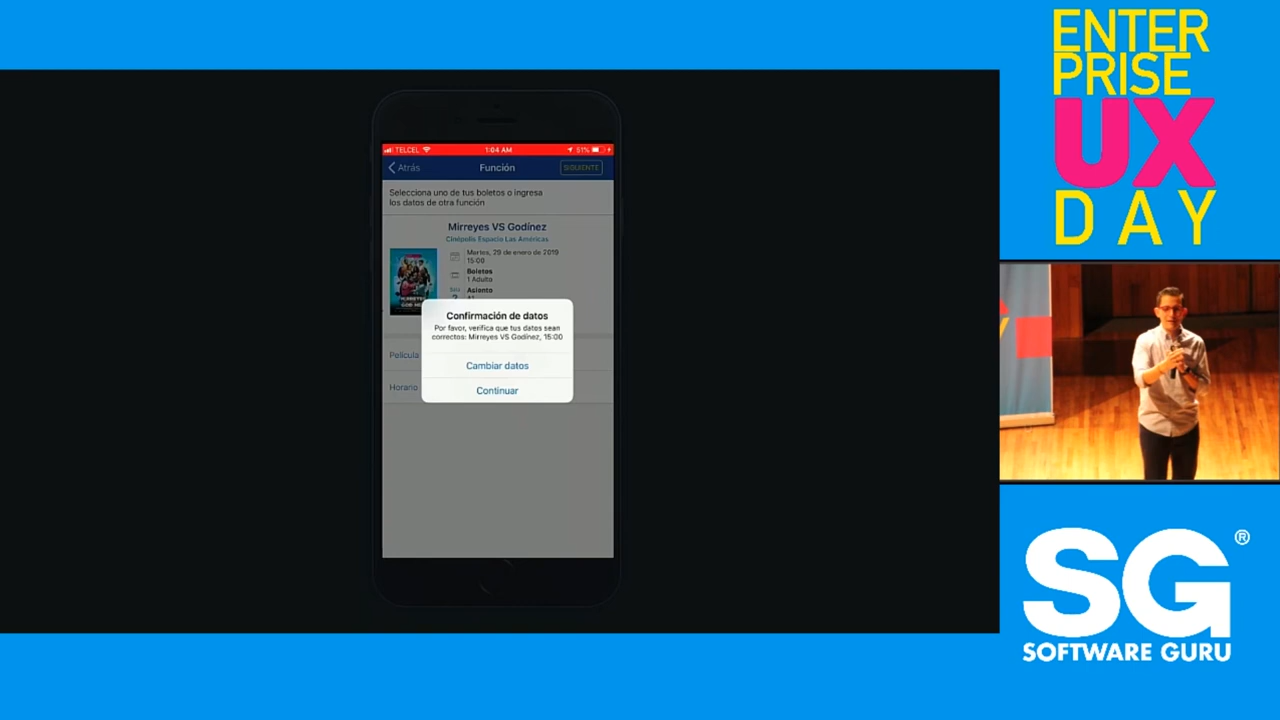 TELCEL
1:04 AM
51%
Atrás
Función
SIGUIENTE
Selecciona uno de tus boletos o ingresa
los datos de otra función
Mirreyes VS Godínez
Cinépolis Espacio Las Américas
Martes, 29 de enero de 2019
15:00
Boletos
1 Adulto
Sala
Asiento
Confirmación de datos
Por favor, verifica que tus datos sean
correctos: Mirreyes VS Godínez, 15:00
Película
Cambiar datos
Horario
Continuar
ENTER
PRISE
UX
DAY
SG®
SOFTWARE GURU